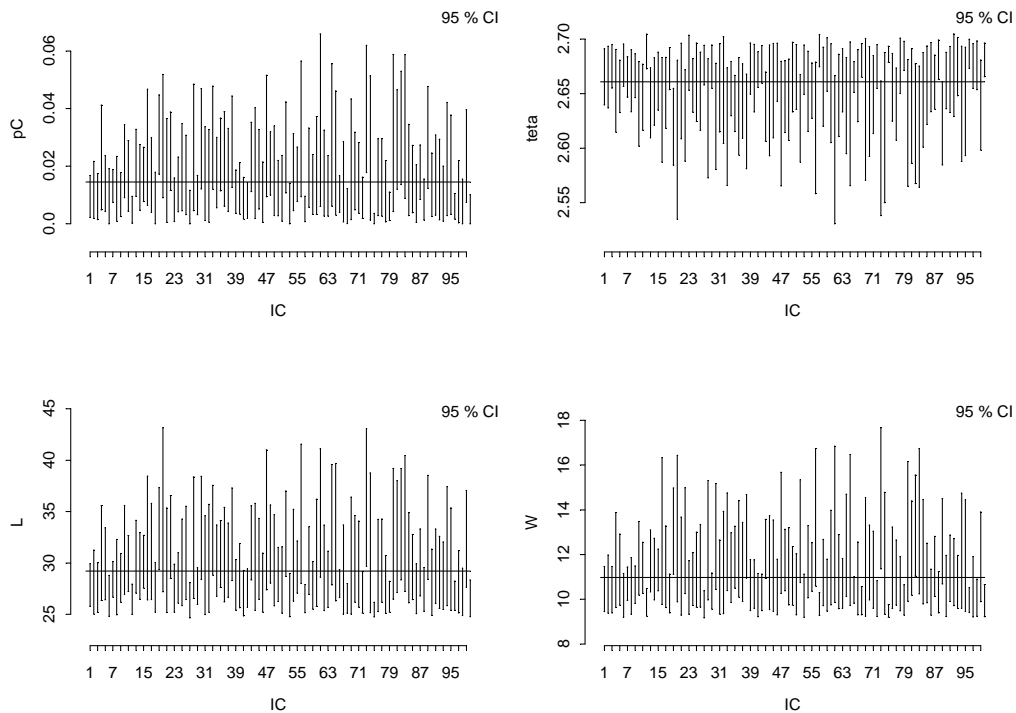 95 % CI
pC
0.0 0.02 0.04 0.06
1 7 15 23 31 39 47 55 63 71 79 87 95
IC
95 % CI
teta
2.55 2.60 2.65 2.70
1 7 15 23 31 39 47 55 63 71 79 87 95
IC
95 % CI
L
25 30 35 40 45
1 7 15 23 31 39 47 55 63 71 79 87 95
IC
95 % CI
W
8 10 12 14 16 18
1 7 15 23 31 39 47 55 63 71 79 87 95
IC